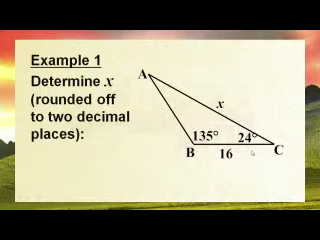 Example 1
Determine x
(rounded off
to two decimal
places):
A
x
135° 24°
B C
16